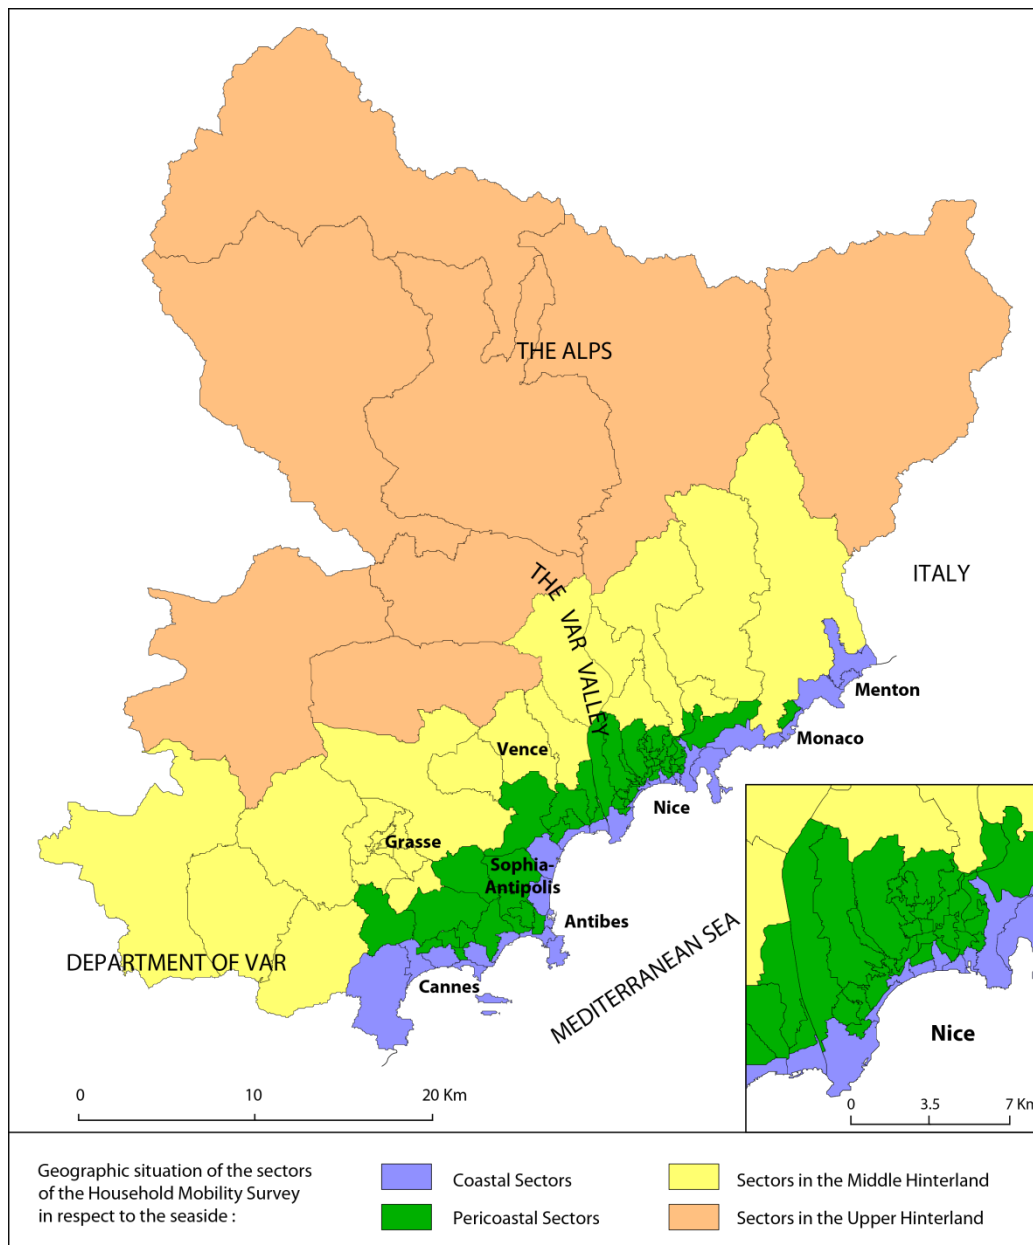 THE ALPS
ITALY
THE VAR VALLEY
Menton
Monaco
Vence
Nice
Grasse
Sophia-
Antipolis
Antibes
DEPARTMENT OF VAR
Cannes
MEDITERRANEAN SEA
Nice
0 10 20 Km
0 3.5 7 Km
Geographic situation of the sectors
of the Household Mobility Survey
in respect to the seaside :
Coastal Sectors
Pericoastal Sectors
Sectors in the Middle Hinterland
Sectors in the Upper Hinterland